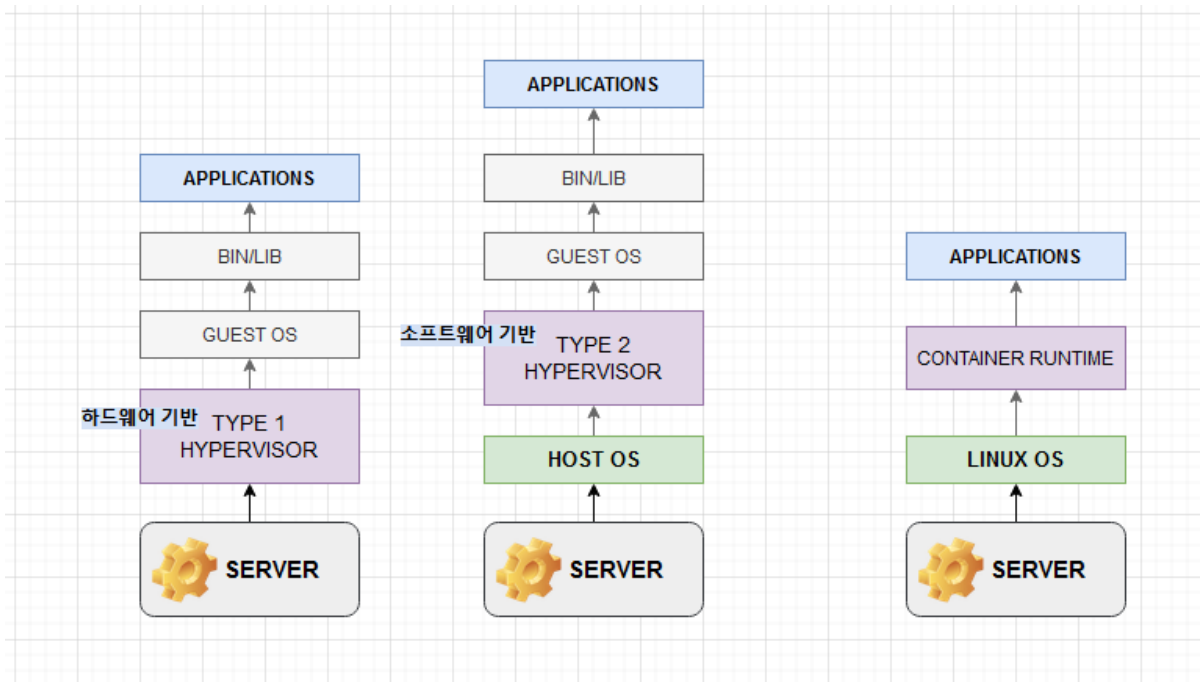 APPLICATIONS
BIN/LIB
GUEST OS
하드웨어 기반
TYPE 1
HYPERVISOR
SERVER
APPLICATIONS
BIN/LIB
GUEST OS
소프트웨어 기반
TYPE 2
HYPERVISOR
HOST OS
SERVER
APPLICATIONS
CONTAINER RUNTIME
LINUX OS
SERVER